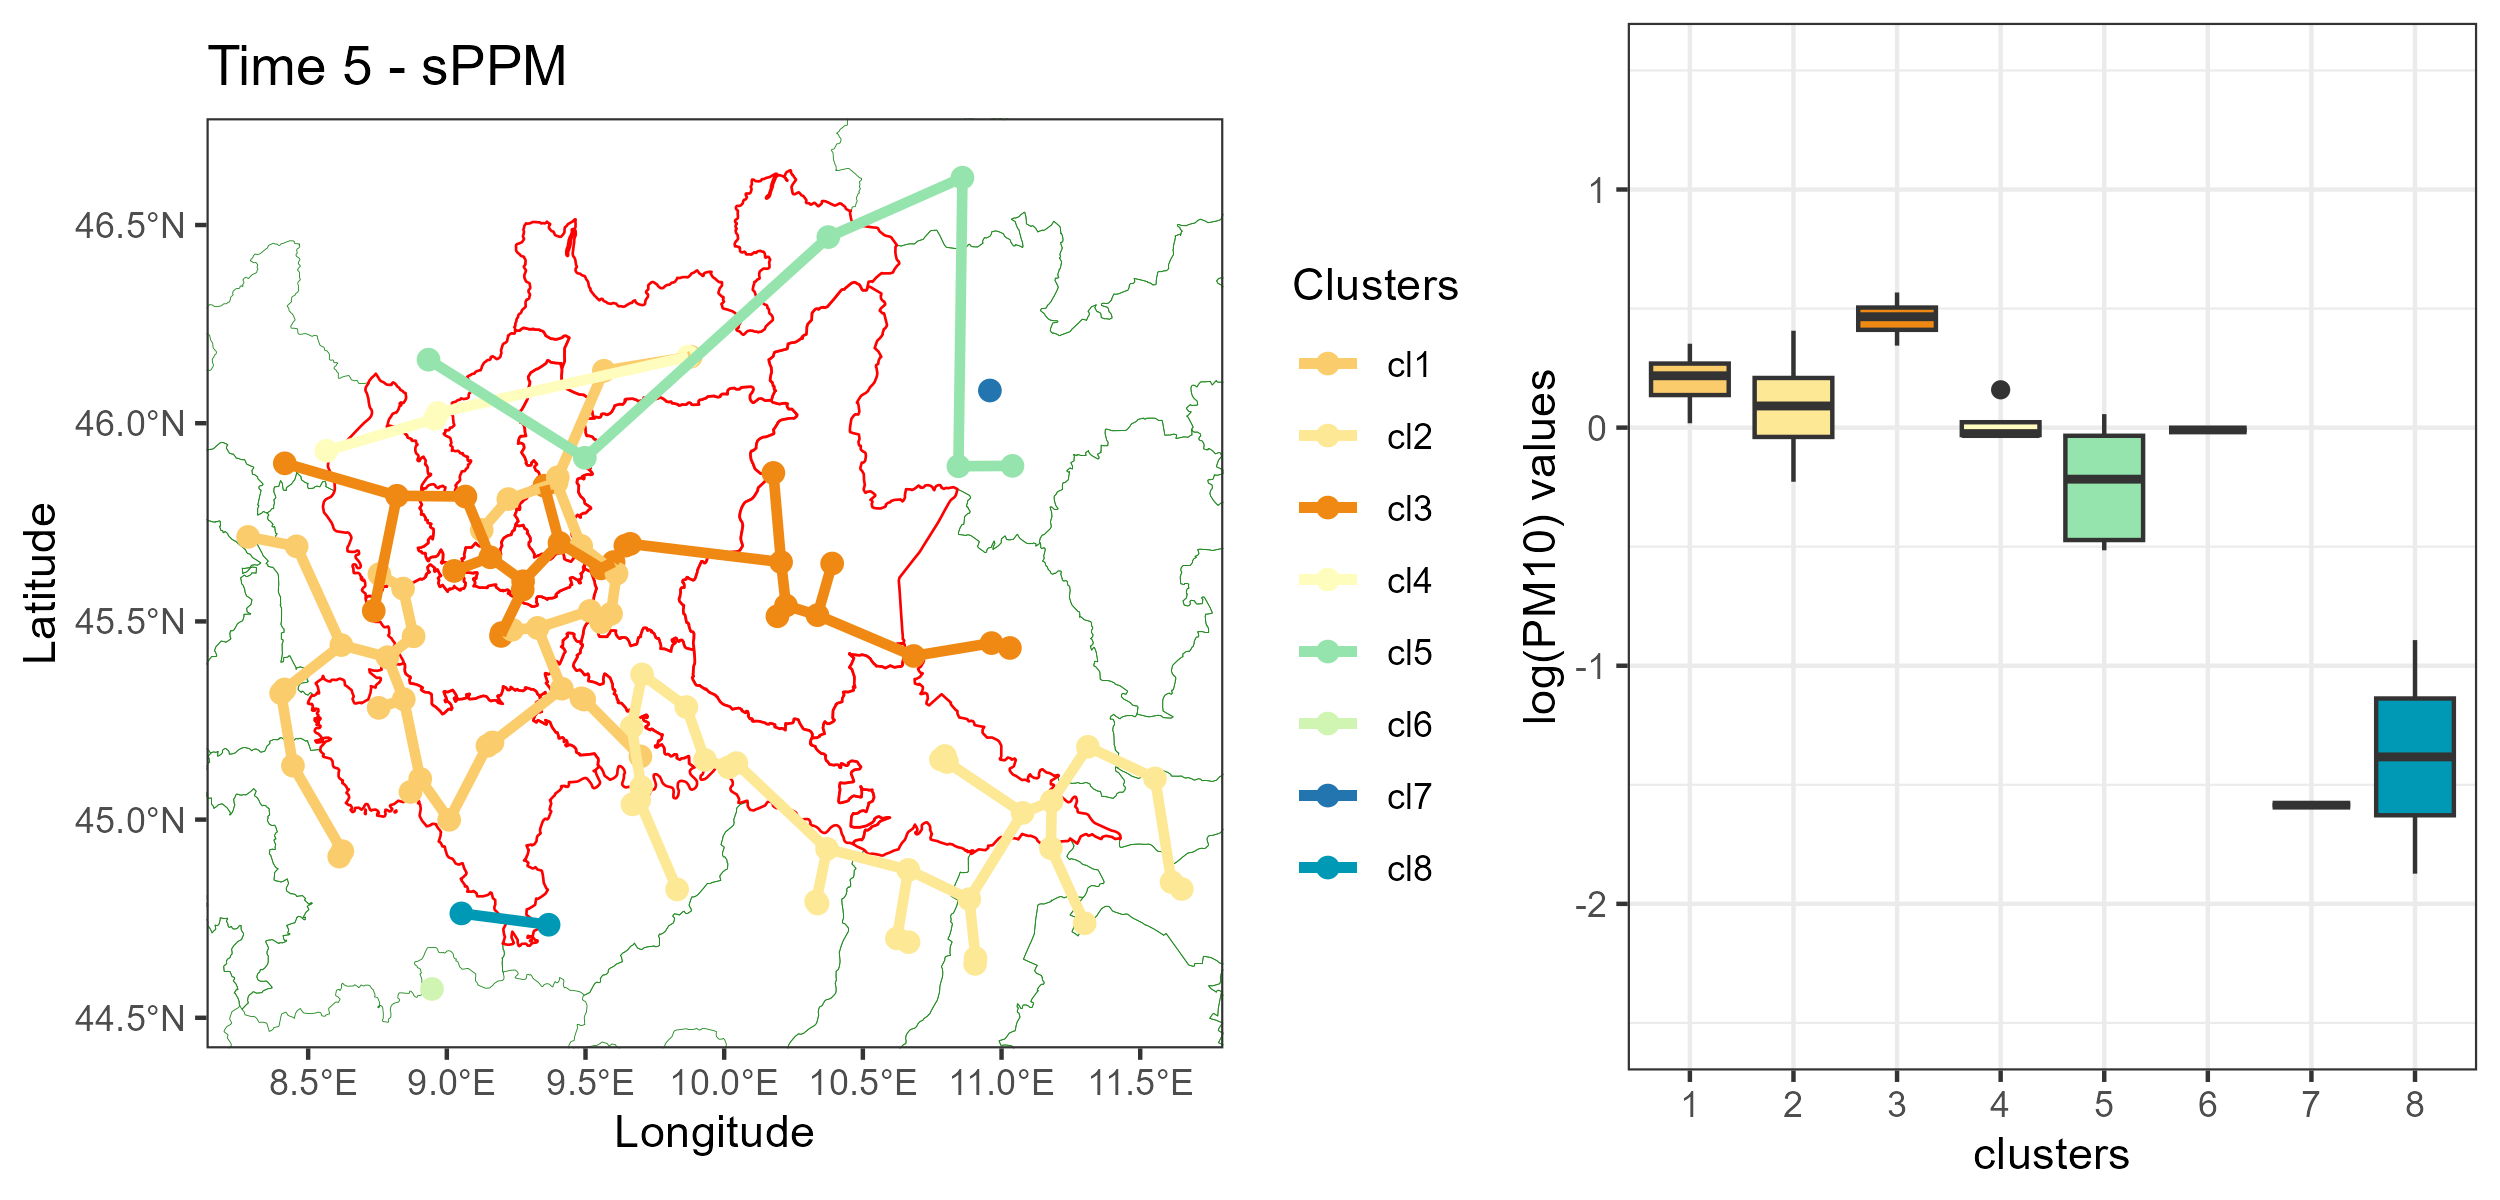 Time 5 - sPPM
46.5°N
46.0°N
45.5°N
45.0°N
44.5°N
Latitude
8.5°E 9.0°E 9.5°E 10.0°E 10.5°E 11.0°E 11.5°E
Longitude
Clusters
cl1
cl2
cl3
cl4
cl5
cl6
cl7
cl8
1
0
-1
-2
log(PM10) values
1 2 3 4 5 6 7 8
clusters